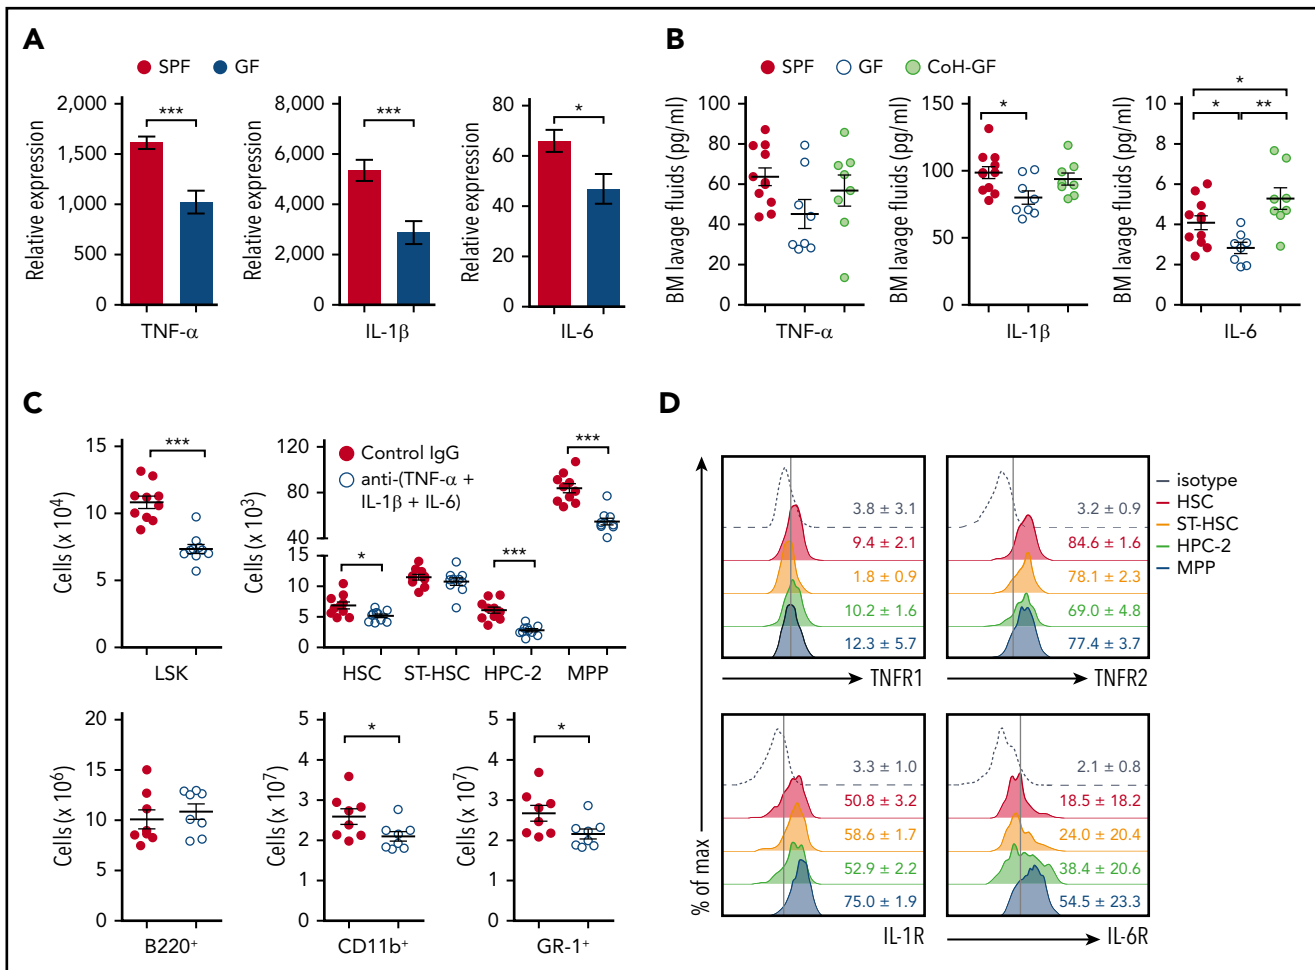 A
SPF GF
Relative expression
2,000
1,500
1,000
500
0
***
TNF-α
Relative expression
8,000
6,000
4,000
2,000
0
***
IL-1β
Relative expression
80
60
40
20
0
*
IL-6
B
SPF GF CoH-GF
BM lavage fluids (pg/ml)
100
80
60
40
20
0
TNF-α
BM lavage fluids (pg/ml)
150
100
50
0
*
IL-1β
BM lavage fluids (pg/ml)
10
8
6
4
2
0
*
* **
IL-6
C
Cells (x 10⁴)
15
10
5
0
***
LSK
Cells (x 10³)
120
80
40
15
10
5
0
Control IgG
anti-(TNF-α +
IL-1β + IL-6)
*
***
***
HSC ST-HSC HPC-2 MPP
Cells (x 10⁶)
20
15
10
5
0
B220⁺
Cells (x 10⁷)
5
4
3
2
1
0
*
CD11b⁺
Cells (x 10⁷)
5
4
3
2
1
0
*
GR-1⁺
D
% of max
3.8 ± 3.1
9.4 ± 2.1
1.8 ± 0.9
10.2 ± 1.6
12.3 ± 5.7
TNFR1
3.2 ± 0.9
84.6 ± 1.6
78.1 ± 2.3
69.0 ± 4.8
77.4 ± 3.7
TNFR2
isotype
HSC
ST-HSC
HPC-2
MPP
3.3 ± 1.0
50.8 ± 3.2
58.6 ± 1.7
52.9 ± 2.2
75.0 ± 1.9
IL-1R
2.1 ± 0.8
18.5 ± 18.2
24.0 ± 20.4
38.4 ± 20.6
54.5 ± 23.3
IL-6R